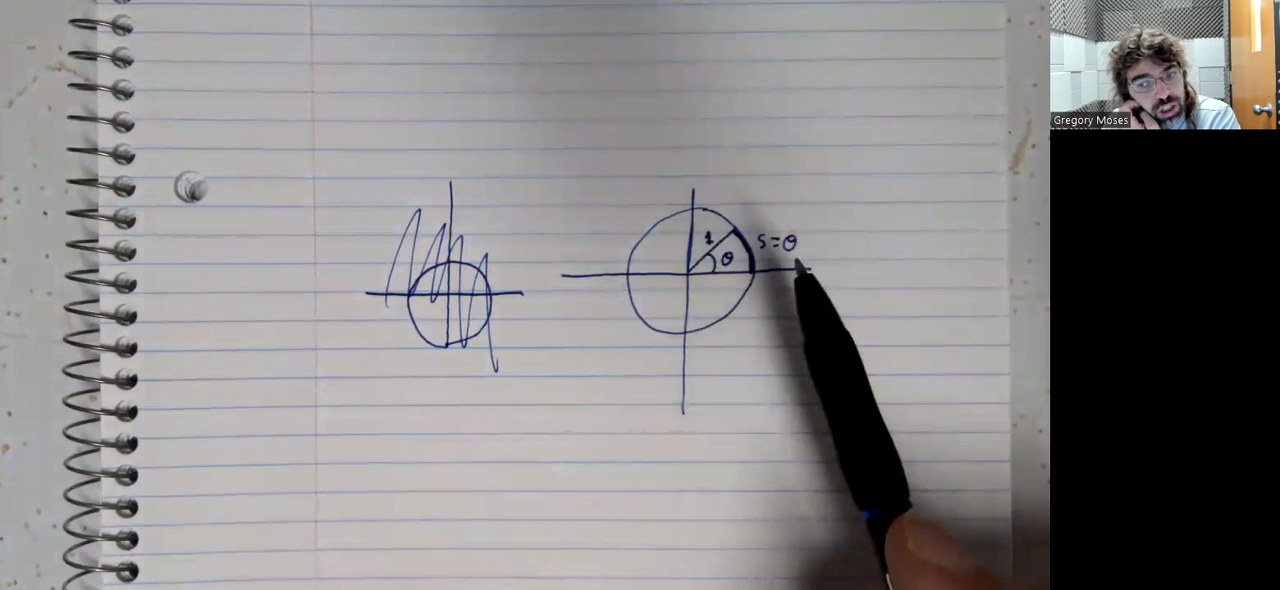 Gregory Moses
1
θ
s = θ